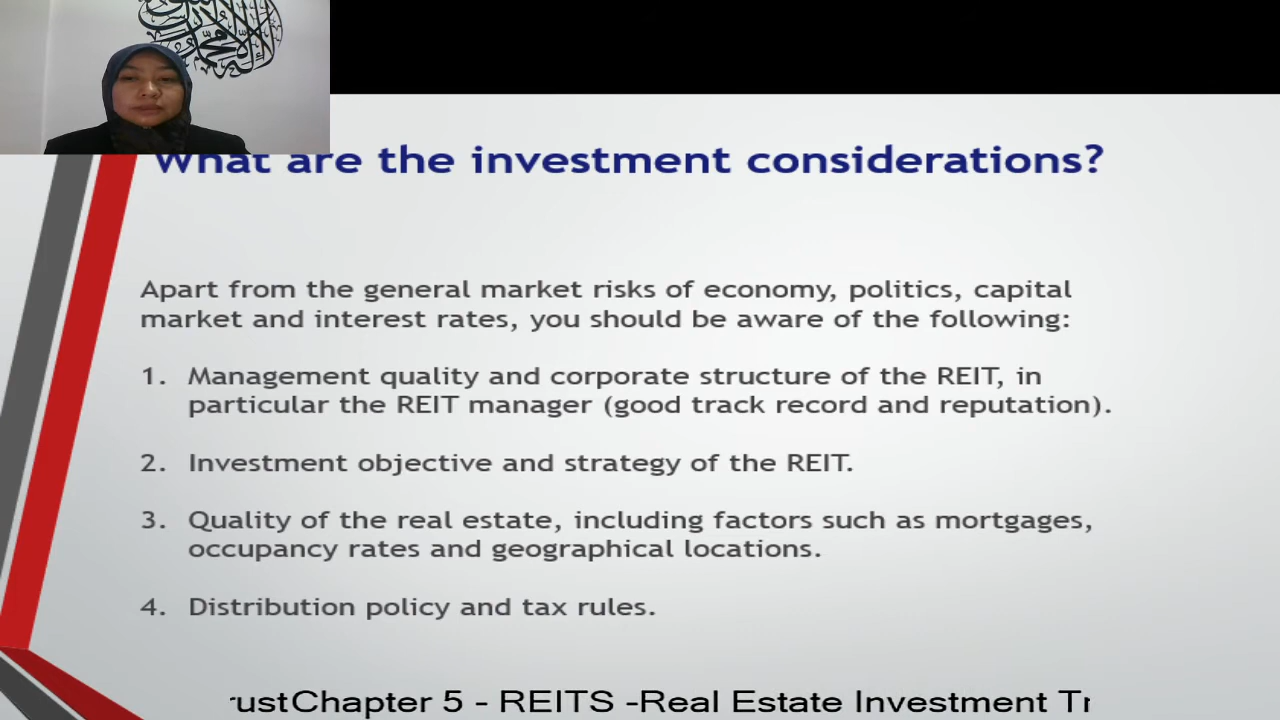 What are the investment considerations?
Apart from the general market risks of economy, politics, capital
market and interest rates, you should be aware of the following:
1. Management quality and corporate structure of the REIT, in
particular the REIT manager (good track record and reputation).
2. Investment objective and strategy of the REIT.
3. Quality of the real estate, including factors such as mortgages,
occupancy rates and geographical locations.
4. Distribution policy and tax rules.
rustChapter 5 - REITS -Real Estate Investment Tr